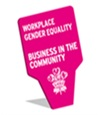 WORKPLACE
GENDER EQUALITY
BUSINESS IN THE
COMMUNITY